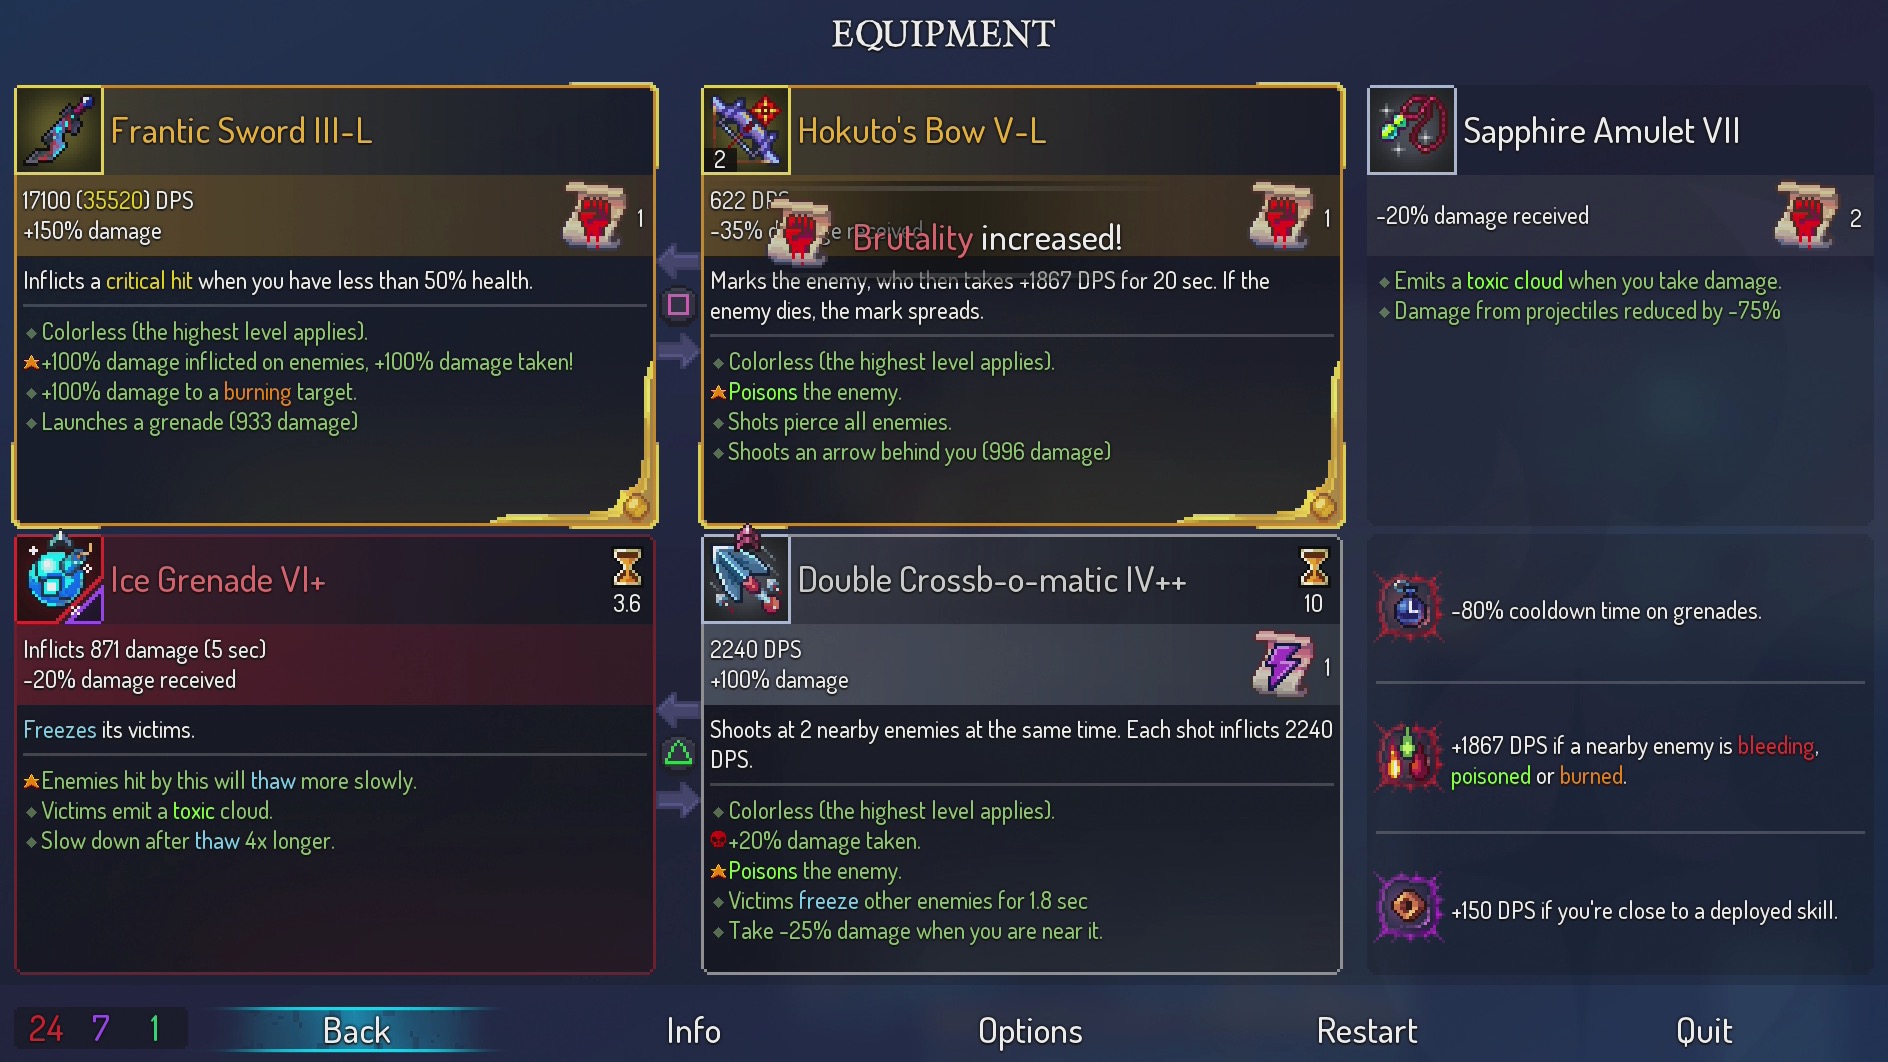 EQUIPMENT
Frantic Sword III-L
17100 (35520) DPS
+150% damage
1
Inflicts a critical hit when you have less than 50% health.
Colorless (the highest level applies).
+100% damage inflicted on enemies, +100% damage taken!
+100% damage to a burning target.
Launches a grenade (933 damage)
2
Hokuto's Bow V-L
622 DPS
-35% damage received
1
Brutality increased!
Marks the enemy, who then takes +1867 DPS for 20 sec. If the
enemy dies, the mark spreads.
Colorless (the highest level applies).
Poisons the enemy.
Shots pierce all enemies.
Shoots an arrow behind you (996 damage)
Sapphire Amulet VII
-20% damage received
2
Emits a toxic cloud when you take damage.
Damage from projectiles reduced by -75%
Ice Grenade VI+
3.6
Inflicts 871 damage (5 sec)
-20% damage received
Freezes its victims.
Enemies hit by this will thaw more slowly.
Victims emit a toxic cloud.
Slow down after thaw 4x longer.
Double Crossb-o-matic IV++
10
2240 DPS
+100% damage
1
Shoots at 2 nearby enemies at the same time. Each shot inflicts 2240
DPS.
Colorless (the highest level applies).
+20% damage taken.
Poisons the enemy.
Victims freeze other enemies for 1.8 sec
Take -25% damage when you are near it.
-80% cooldown time on grenades.
+1867 DPS if a nearby enemy is bleeding,
poisoned or burned.
+150 DPS if you're close to a deployed skill.
24 7 1
Back
Info
Options
Restart
Quit